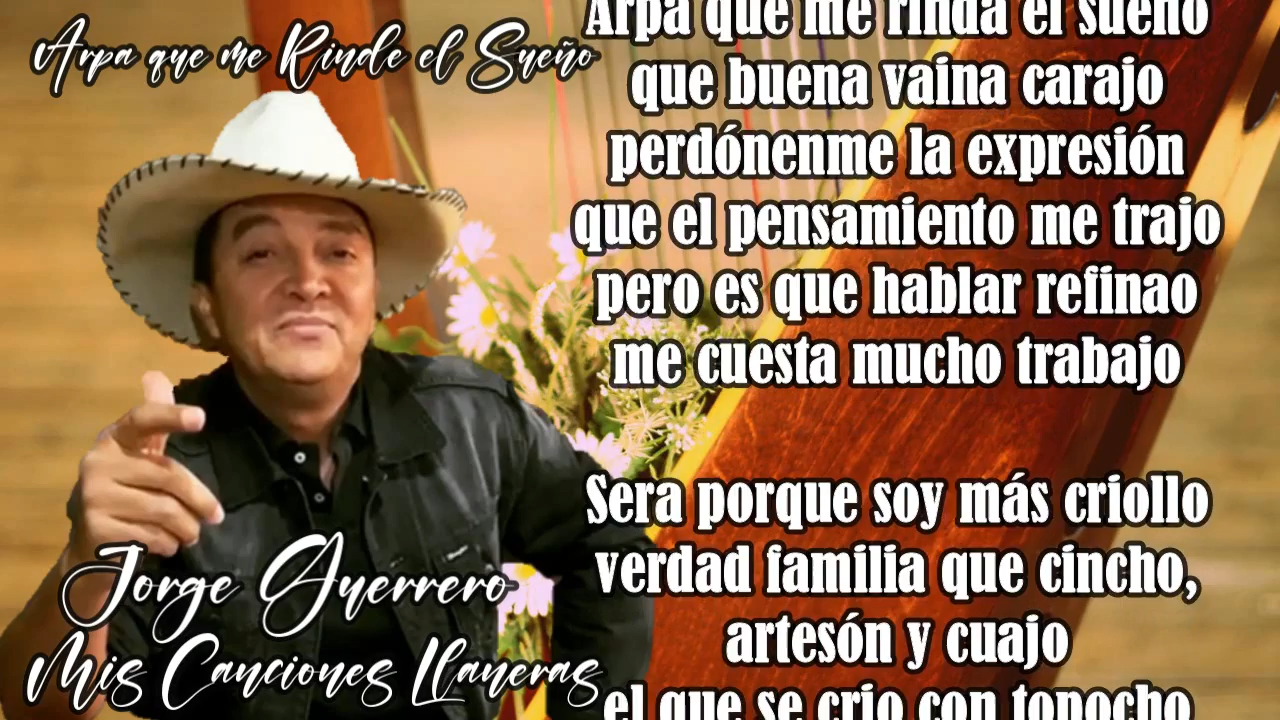 Arpa que me Rinde el Sueño
Jorge Guerrero
Mis Canciones Llaneras
Arpa que me rinda el sueño
que buena vaina carajo
perdónenme la expresión
que el pensamiento me trajo
pero es que hablar refinao
me cuesta mucho trabajo
Sera porque soy más criollo
verdad familia que cincho,
artesón y cuajo
el que se crio con topocho